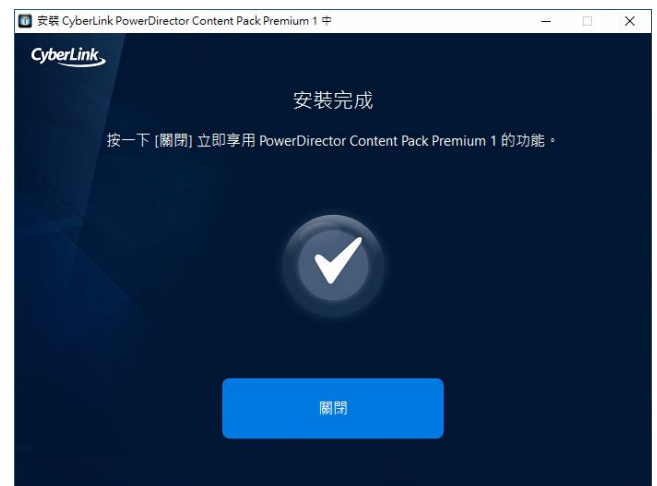 安裝 CyberLink PowerDirector Content Pack Premium 1 中
CyberLink
安裝完成
按一下 [關閉] 立即享用 PowerDirector Content Pack Premium 1 的功能。
關閉